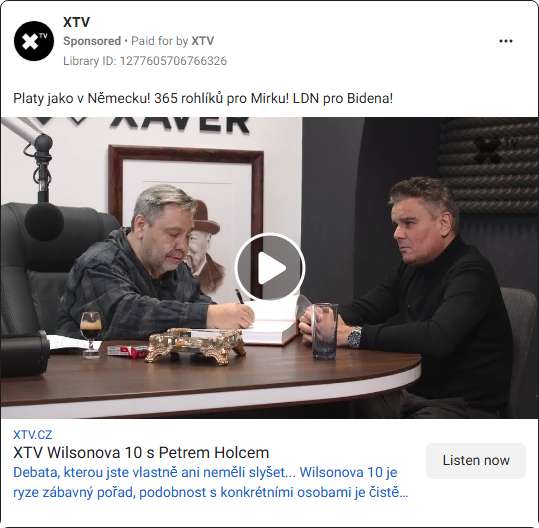 XTV
Sponsored • Paid for by XTV
Library ID: 1277605706766326
Platy jako v Německu! 365 rohlíků pro Mirku! LDN pro Bidena!
XAVER
XTV
XTV.CZ
XTV Wilsonova 10 s Petrem Holcem
Debata, kterou jste vlastně ani neměli slyšet... Wilsonova 10 je
ryze zábavný pořad, podobnost s konkrétními osobami je čistě…
Listen now